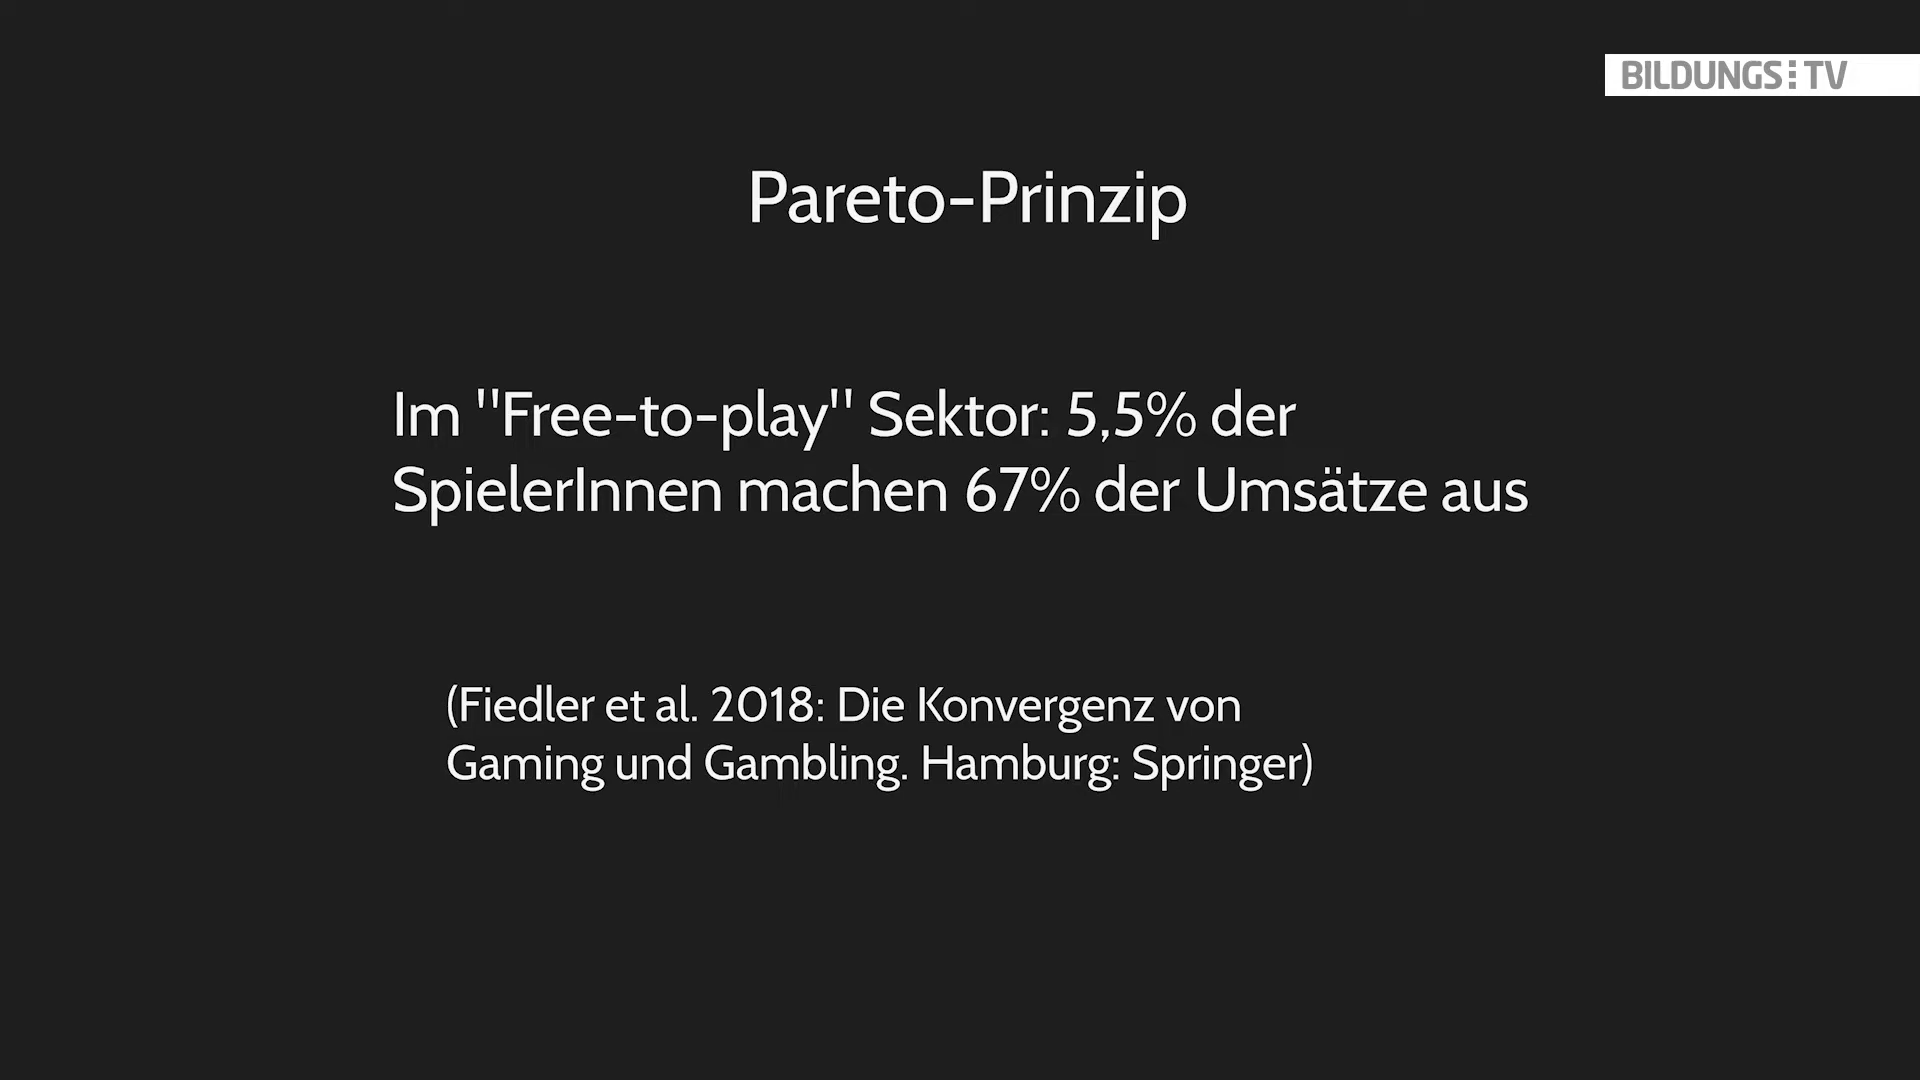 BILDUNGS⋮TV
Pareto-Prinzip
Im "Free-to-play" Sektor: 5,5% der
SpielerInnen machen 67% der Umsätze aus
(Fiedler et al. 2018: Die Konvergenz von
Gaming und Gambling. Hamburg: Springer)